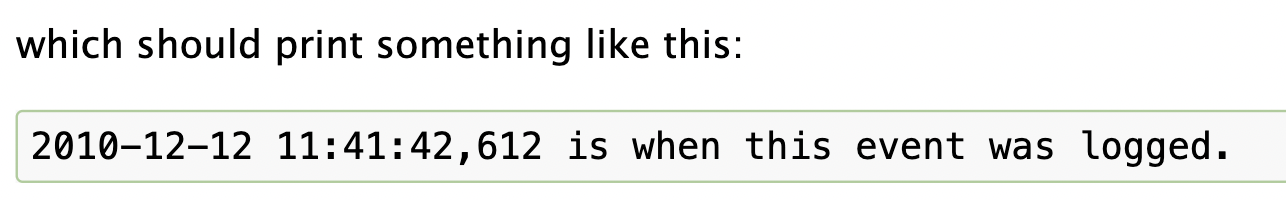 which should print something like this:
2010-12-12 11:41:42,612 is when this event was logged.